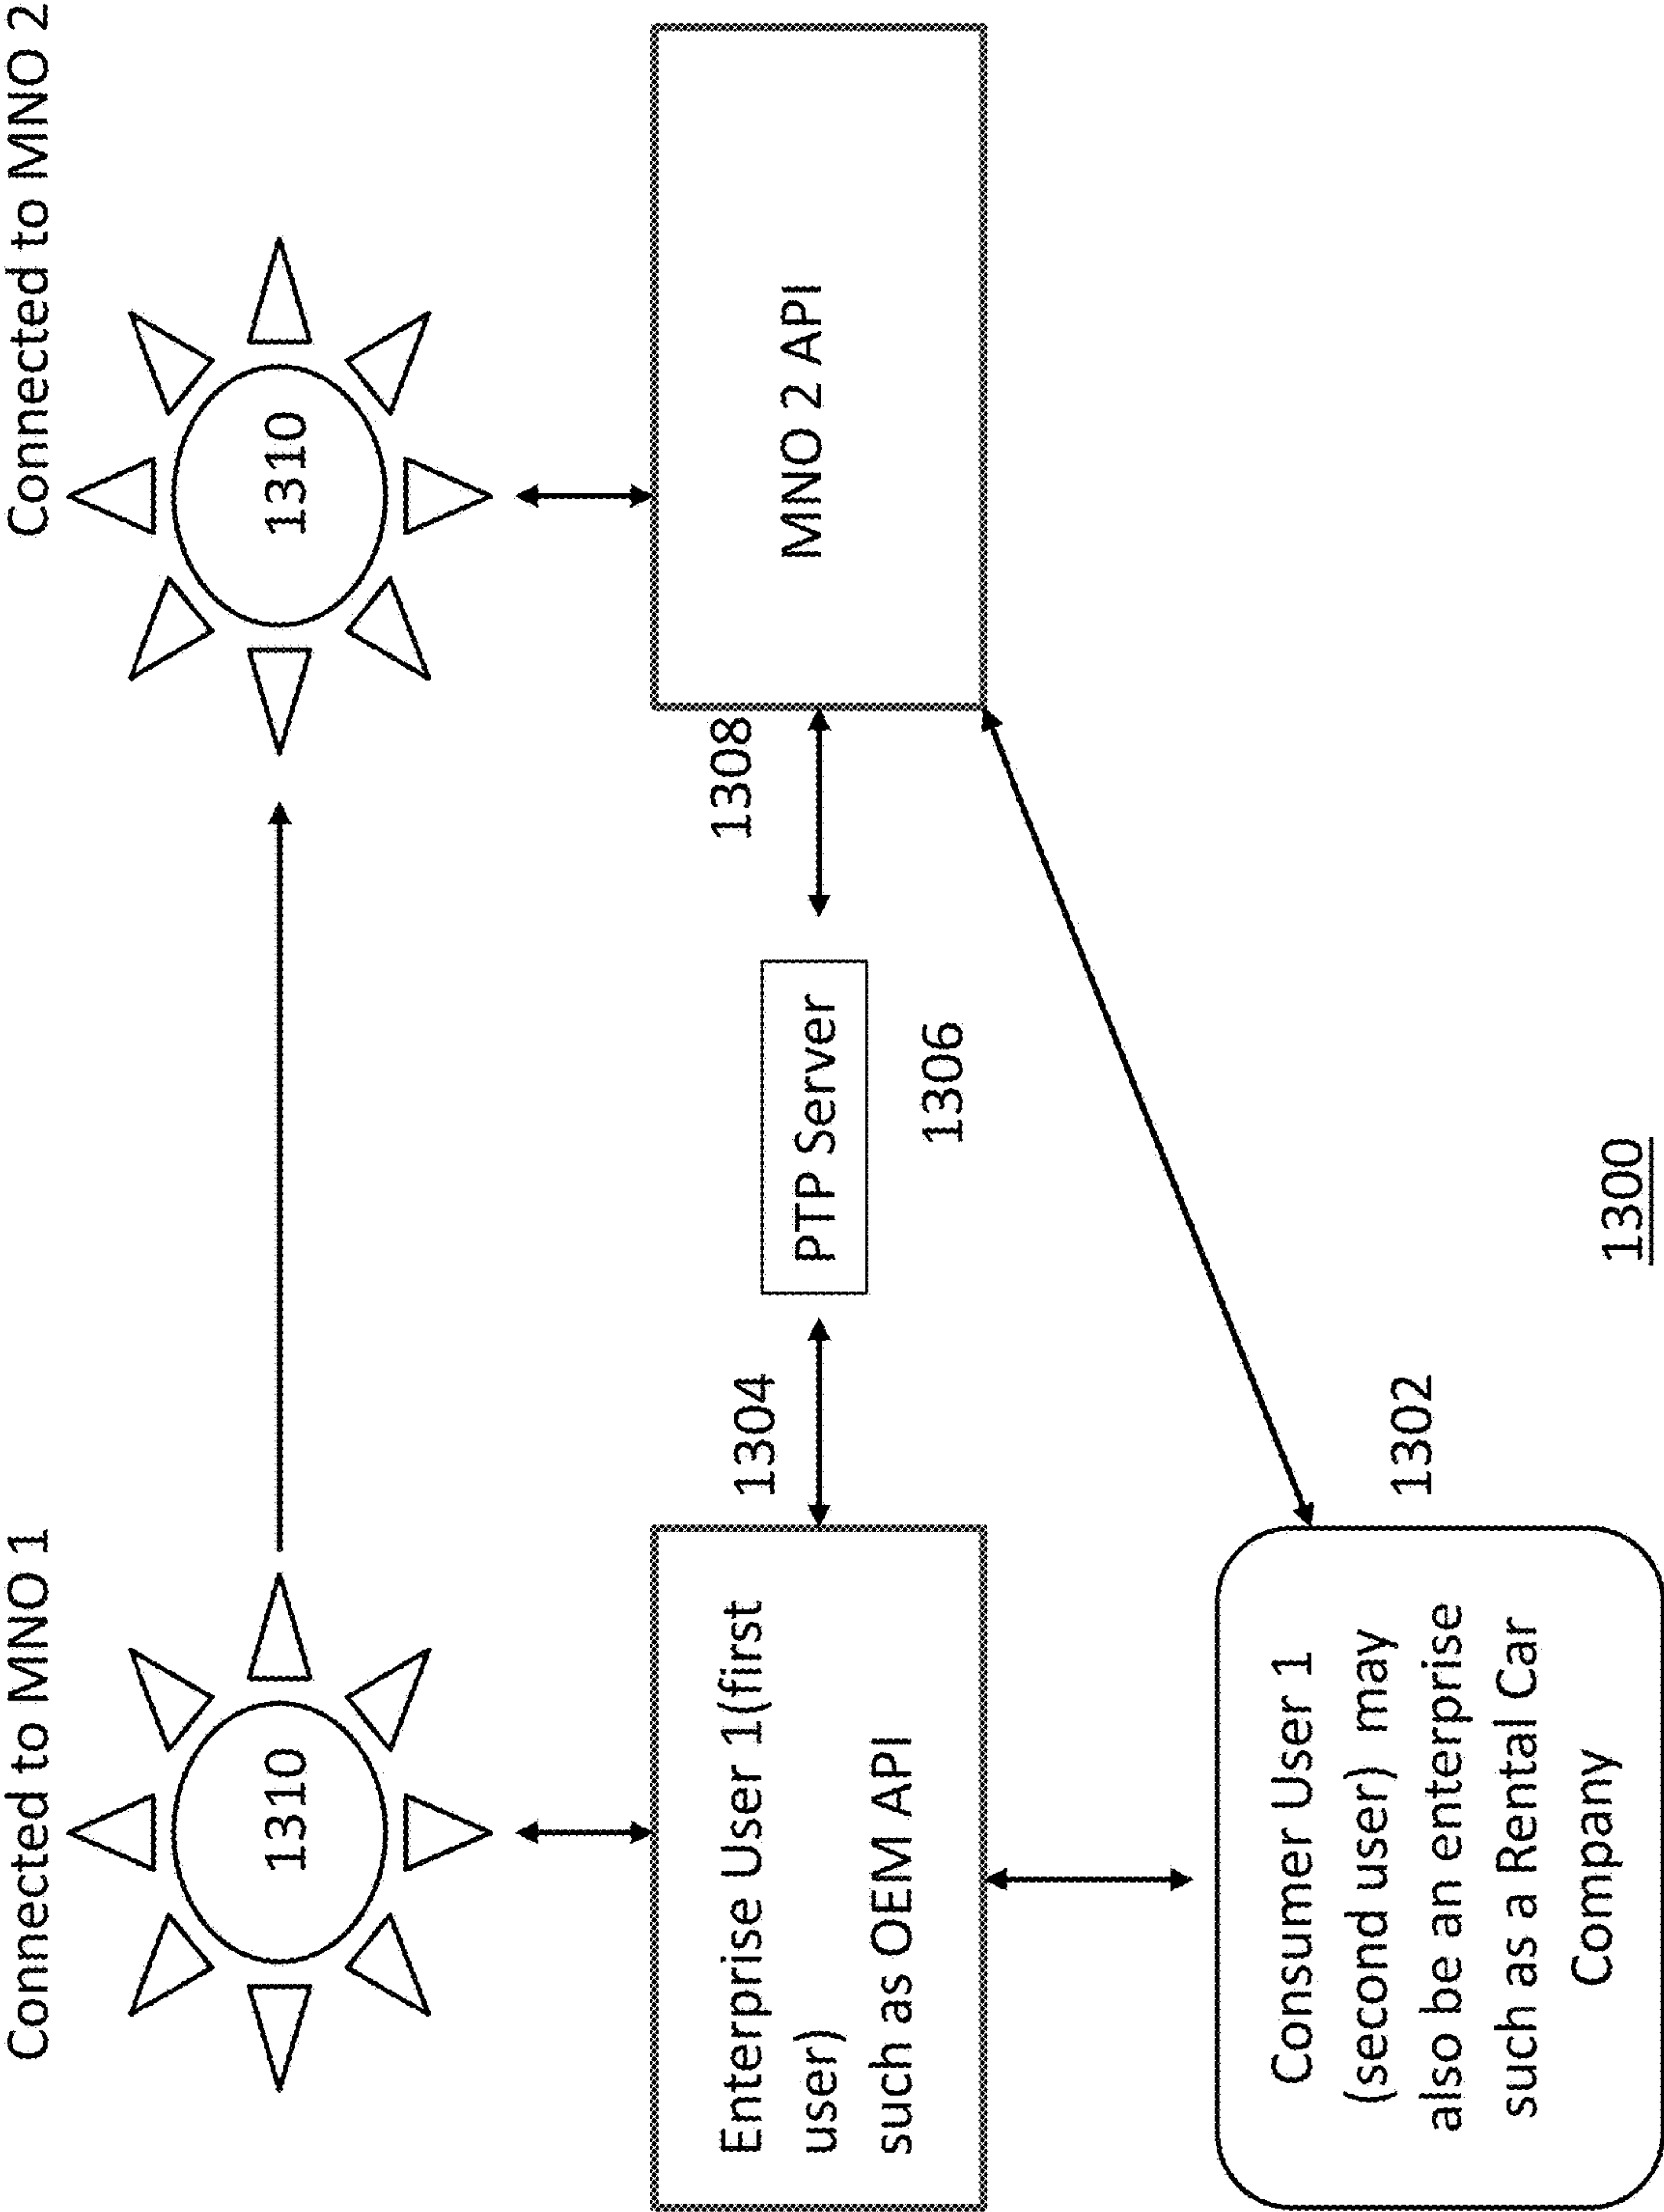 Connected to MNO 1
Connected to MNO 2
1310
1310
Enterprise User 1(first
user)
such as OEM API
1304
PTP Server
1306
1308
MNO 2 API
Consumer User 1
(second user) may
also be an enterprise
such as a Rental Car
Company
1302
1300